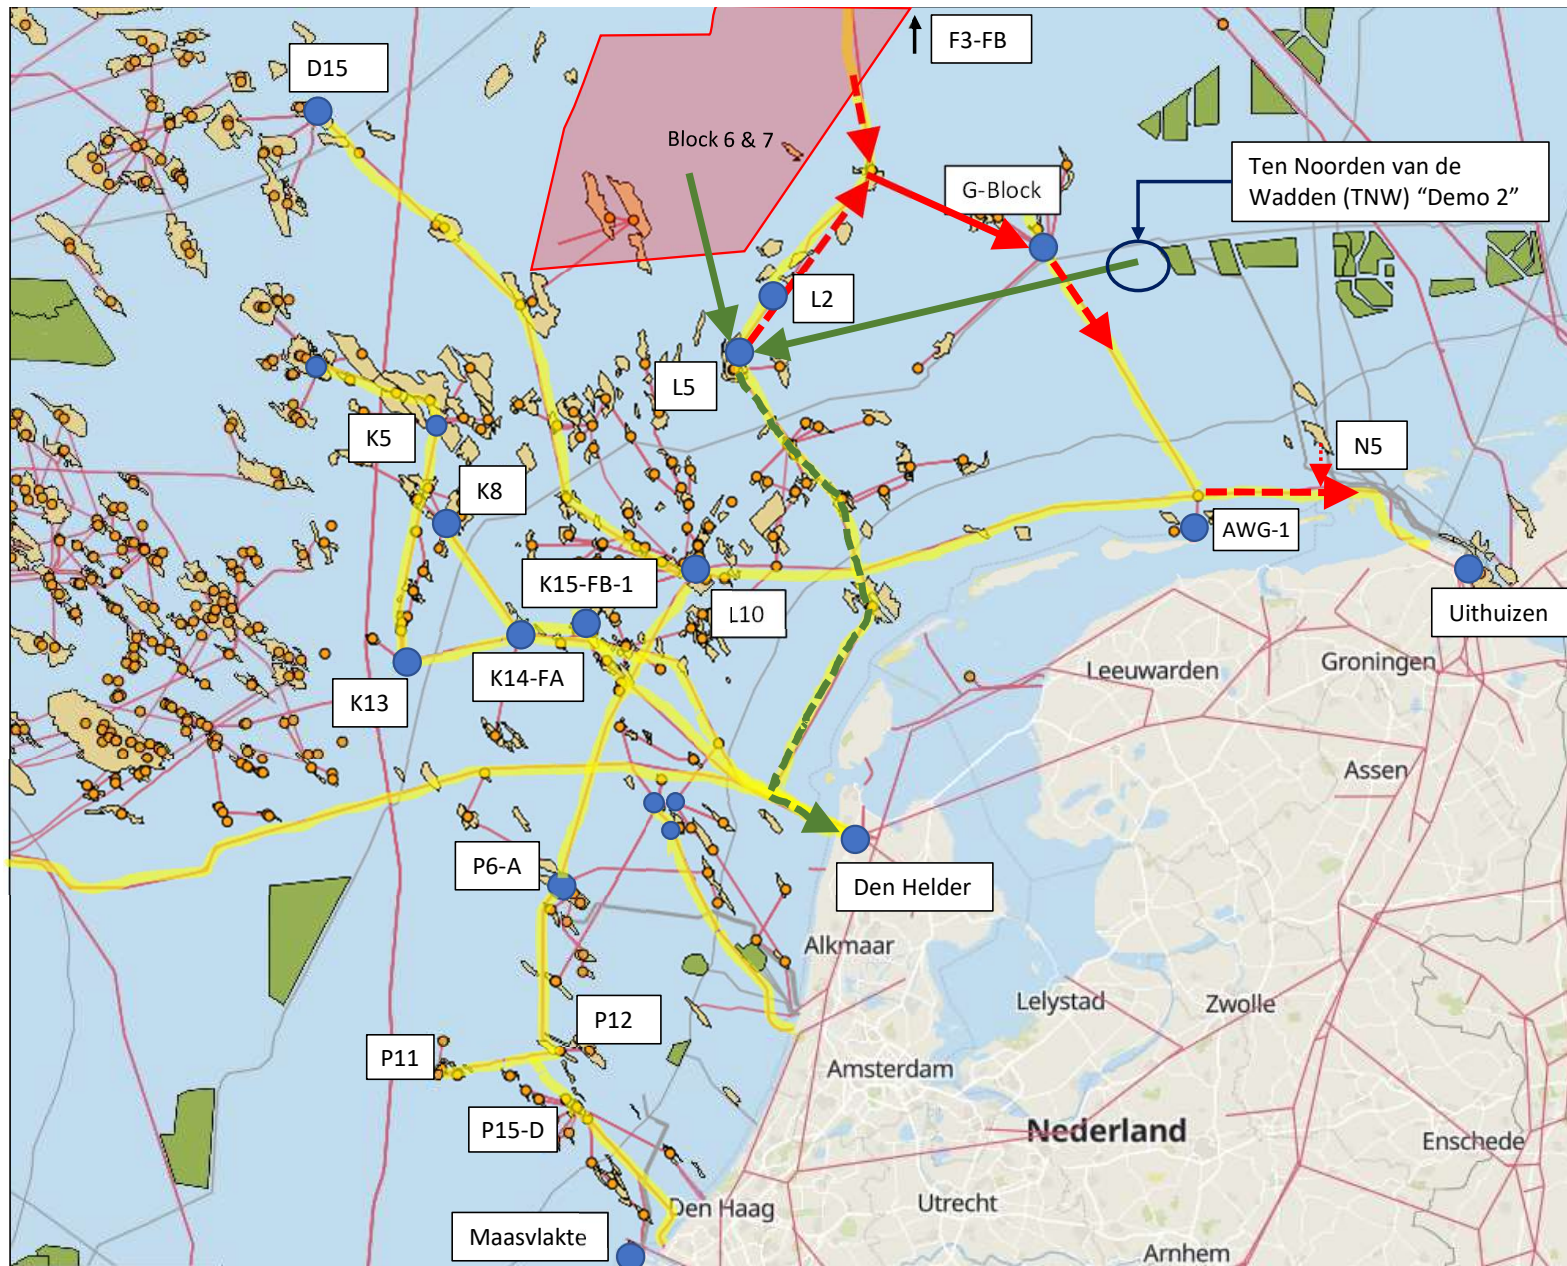 F3-FB
D15
Block 6 & 7
Ten Noorden van de
Wadden (TNW) “Demo 2”
G-Block
L2
L5
K5
N5
K8
AWG-1
K15-FB-1
L10
Uithuizen
Leeuwarden
Groningen
K14-FA
K13
Assen
P6-A
Den Helder
Alkmaar
Lelystad
Zwolle
P12
P11
Amsterdam
P15-D
Nederland
Enschede
Den Haag
Utrecht
Maasvlakte
Arnhem